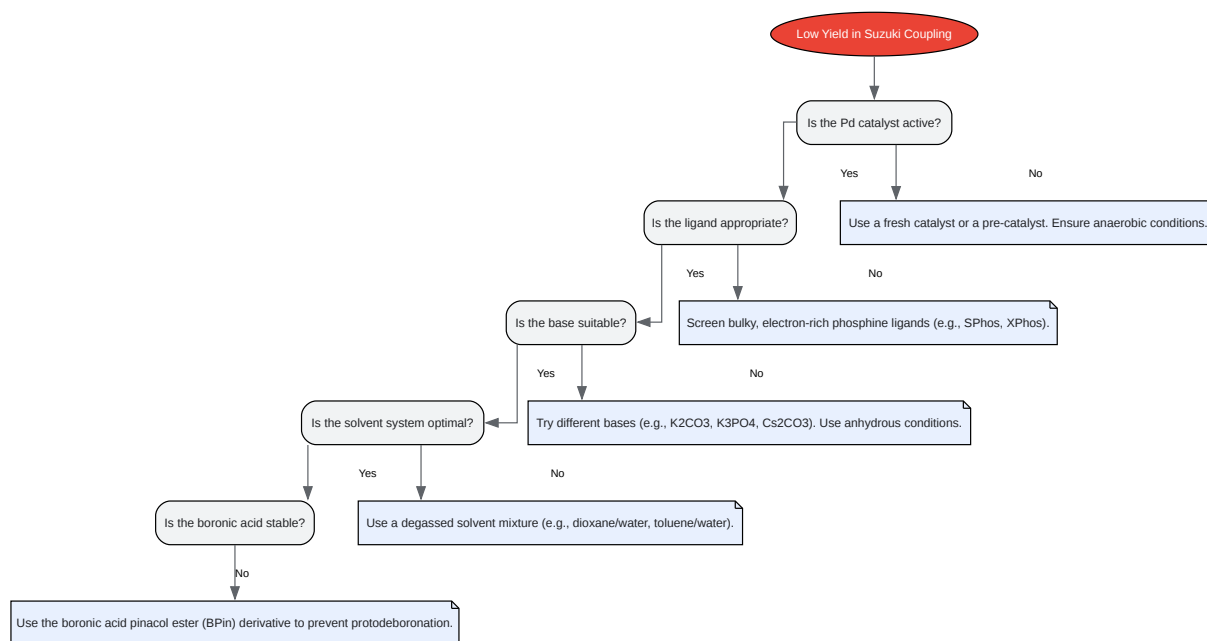 Low Yield in Suzuki Coupling
Is the Pd catalyst active?
Yes
No
Is the ligand appropriate?
Use a fresh catalyst or a pre-catalyst. Ensure anaerobic conditions.
Yes
No
Is the base suitable?
Screen bulky, electron-rich phosphine ligands (e.g., SPhos, XPhos).
Yes
No
Is the solvent system optimal?
Try different bases (e.g., K2CO3, K3PO4, Cs2CO3). Use anhydrous conditions.
Yes
No
Is the boronic acid stable?
Use a degassed solvent mixture (e.g., dioxane/water, toluene/water).
No
Use the boronic acid pinacol ester (BPin) derivative to prevent protodeboronation.